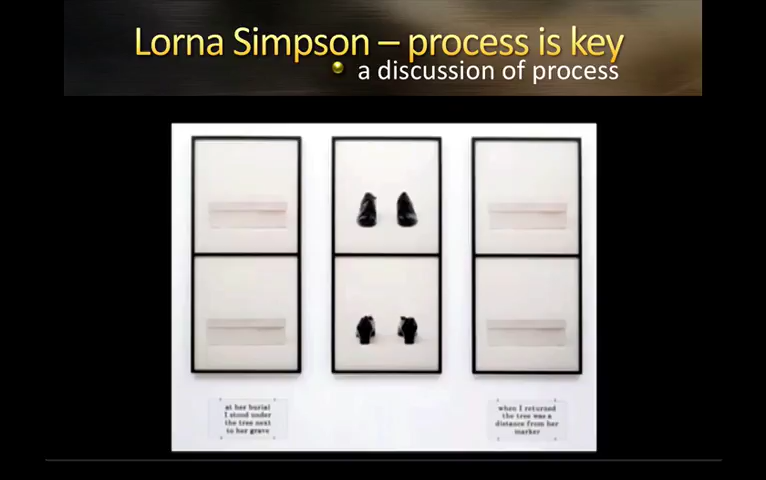 Lorna Simpson – process is key
a discussion of process
at her burial
I stood under
the tree next
to her grave
when I returned
the tree was a
distance from her
marker